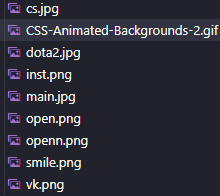 cs.jpg
CSS-Animated-Backgrounds-2.gif
dota2.jpg
inst.png
main.jpg
open.png
openn.png
smile.png
vk.png